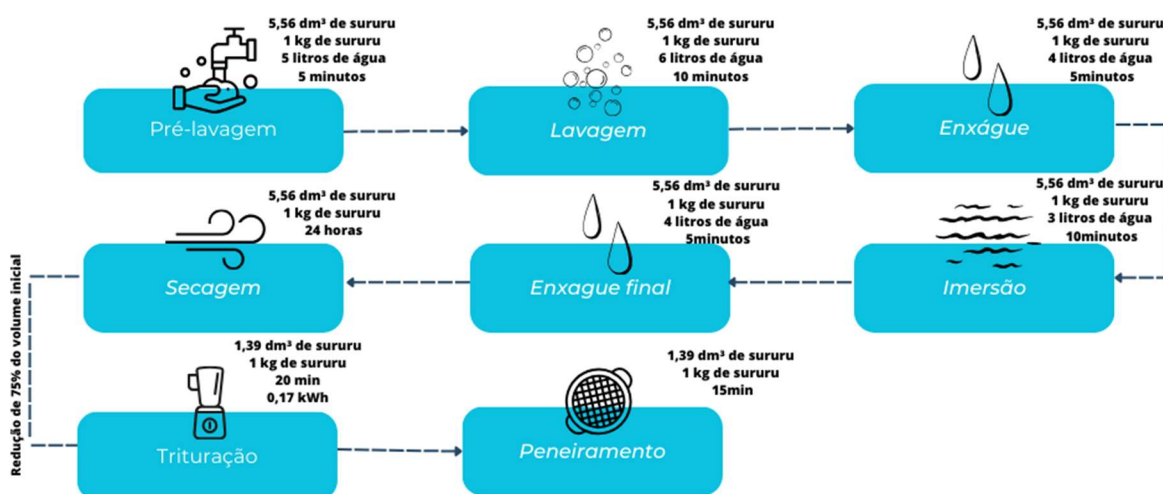 5,56 dm³ de sururu
1 kg de sururu
5 litros de água
5 minutos
Pré-lavagem
5,56 dm³ de sururu
1 kg de sururu
6 litros de água
10 minutos
Lavagem
5,56 dm³ de sururu
1 kg de sururu
4 litros de água
5minutos
Enxágue
5,56 dm³ de sururu
1 kg de sururu
3 litros de água
10minutos
Imersão
5,56 dm³ de sururu
1 kg de sururu
4 litros de água
5minutos
Enxague final
5,56 dm³ de sururu
1 kg de sururu
24 horas
Secagem
Redução de 75% do volume inicial
1,39 dm³ de sururu
1 kg de sururu
20 min
0,17 kWh
Trituração
1,39 dm³ de sururu
1 kg de sururu
15min
Peneiramento